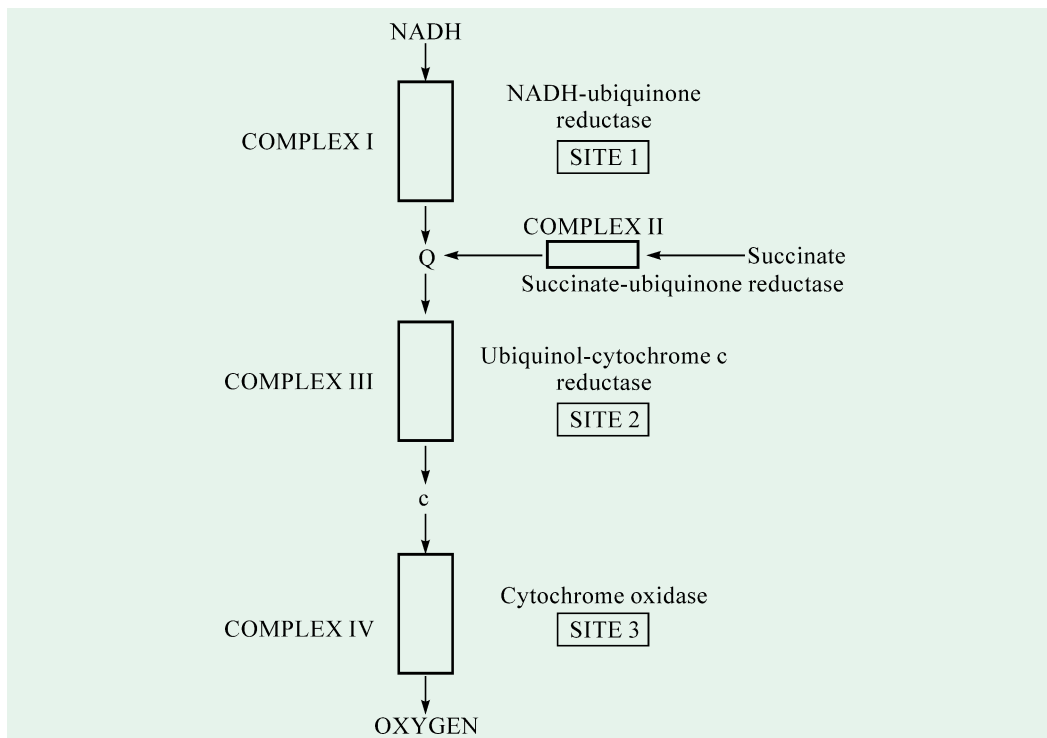 NADH
NADH-ubiquinone
reductase
COMPLEX I
SITE 1
COMPLEX II
Q
Succinate
Succinate-ubiquinone reductase
Ubiquinol-cytochrome c
reductase
COMPLEX III
SITE 2
c
Cytochrome oxidase
COMPLEX IV
SITE 3
OXYGEN